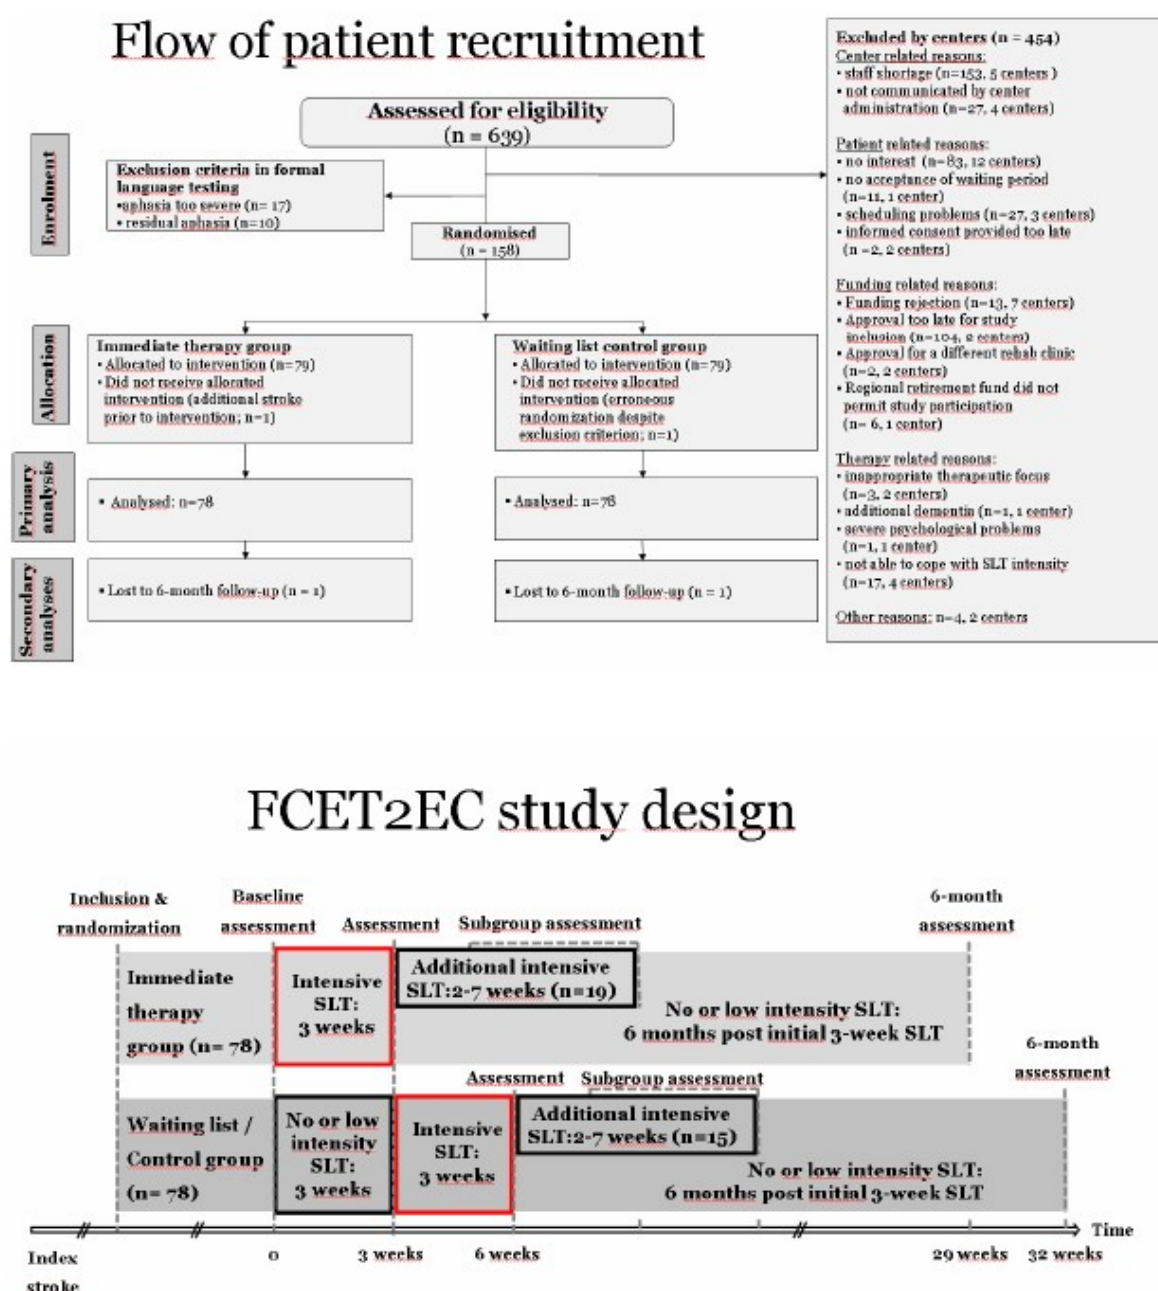 Flow of patient recruitment
Assessed for eligibility
(n = 639)
Enrolment
Exclusion criteria in formal
language testing
•aphasia too severe (n= 17)
• residual aphasia (n=10)
Randomised
(n = 158)
Allocation
Immediate therapy group
• Allocated to intervention (n=79)
• Did not receive allocated
intervention (additional stroke
prior to intervention; n=1)
Waiting list control group
• Allocated to intervention (n=79)
• Did not receive allocated
intervention (erroneous
randomization despite
exclusion criterion; n=1)
Primary
analysis
• Analysed: n=78
• Analysed: n=78
Secondary
analyses
• Lost to 6-month follow-up (n = 1)
• Lost to 6-month follow-up (n = 1)
Excluded by centers (n = 454)
Center related reasons:
• staff shortage (n=153, 5 centers )
• not communicated by center
administration (n=27, 4 centers)
Patient related reasons:
• no interest (n=83, 12 centers)
• no acceptance of waiting period
(n=11, 1 center)
• scheduling problems (n=27, 3 centers)
• informed consent provided too late
(n =2, 2 centers)
Funding related reasons:
• Funding rejection (n=13, 7 centers)
• Approval too late for study
inclusion (n=104, 2 centers)
• Approval for a different rehab clinic
(n=2, 2 centers)
• Regional retirement fund did not
permit study participation
(n= 6, 1 center)
Therapy related reasons:
• inappropriate therapeutic focus
(n=3, 2 centers)
• additional dementia (n=1, 1 center)
• severe psychological problems
(n=1, 1 center)
• not able to cope with SLT intensity
(n=17, 4 centers)
Other reasons: n=4, 2 centers
FCET2EC study design
Inclusion &
randomization
Baseline
assessment
Assessment
Subgroup assessment
6-month
assessment
Immediate
therapy
group (n= 78)
Intensive
SLT:
3 weeks
Additional intensive
SLT:2-7 weeks (n=19)
No or low intensity SLT:
6 months post initial 3-week SLT
6-month
assessment
Assessment
Subgroup assessment
Waiting list /
Control group
(n= 78)
No or low
intensity
SLT:
3 weeks
Intensive
SLT:
3 weeks
Additional intensive
SLT:2-7 weeks (n=15)
No or low intensity SLT:
6 months post initial 3-week SLT
Time
Index
stroke
0
3 weeks
6 weeks
29 weeks
32 weeks